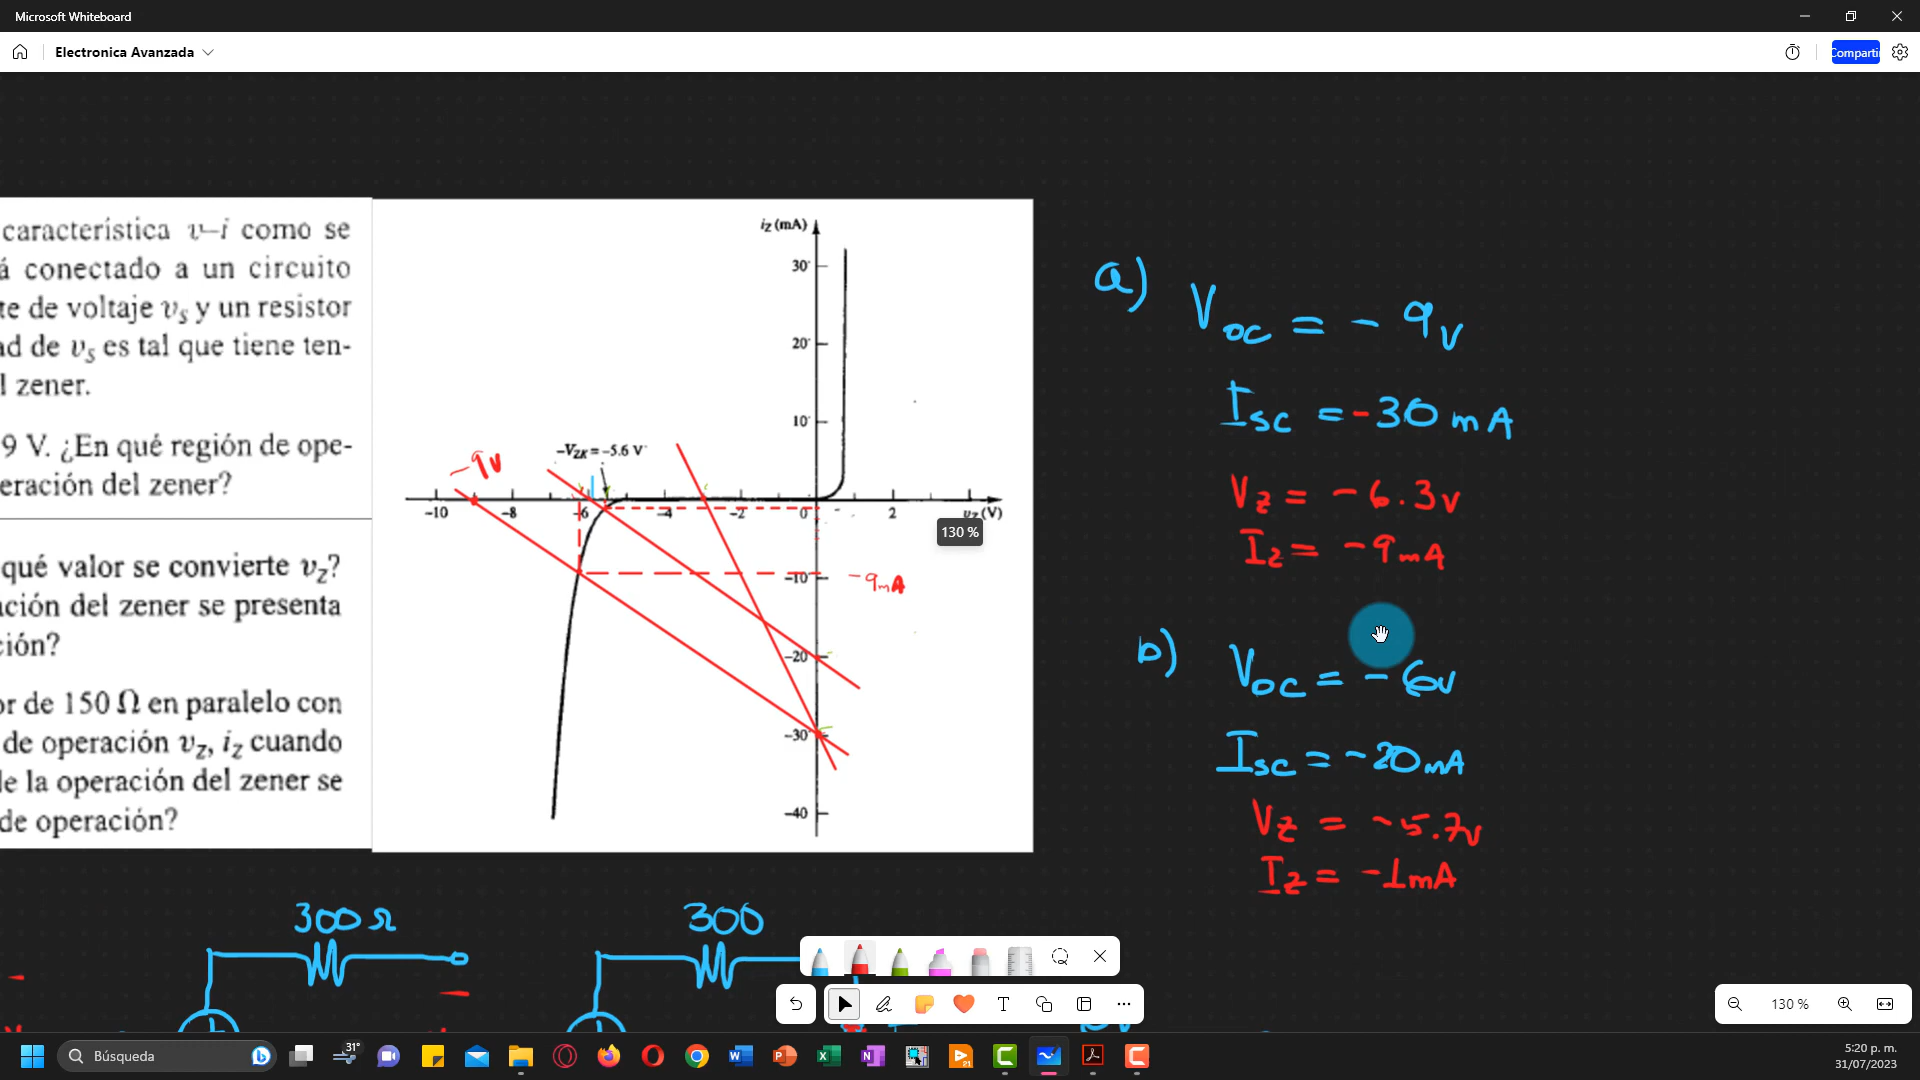 Microsoft Whiteboard
Electronica Avanzada
Comparti
característica v-i como se
á conectado a un circuito
te de voltaje vs y un resistor
ad de vs es tal que tiene ten-
l zener.
9 V. ¿En qué región de ope-
eración del zener?
qué valor se convierte vz?
ación del zener se presenta
ción?
or de 150 Ω en paralelo con
de operación vz, iz cuando
le la operación del zener se
de operación?
iz (mA)
30
20
10
-VZK = -5.6 V
-9V
-10 -8 -6 -4 -2 0 2 vz (V)
130 %
-10 -9mA
-20
-30
-40
a) Voc = -9v
Isc = -30 mA
Vz = -6.3v
Iz = -9mA
b) Voc = -6v
Isc = -20mA
Vz = -5.7v
Iz = -1mA
300 Ω
300
T
130 %
31°
Búsqueda
5:20 p. m.
31/07/2023